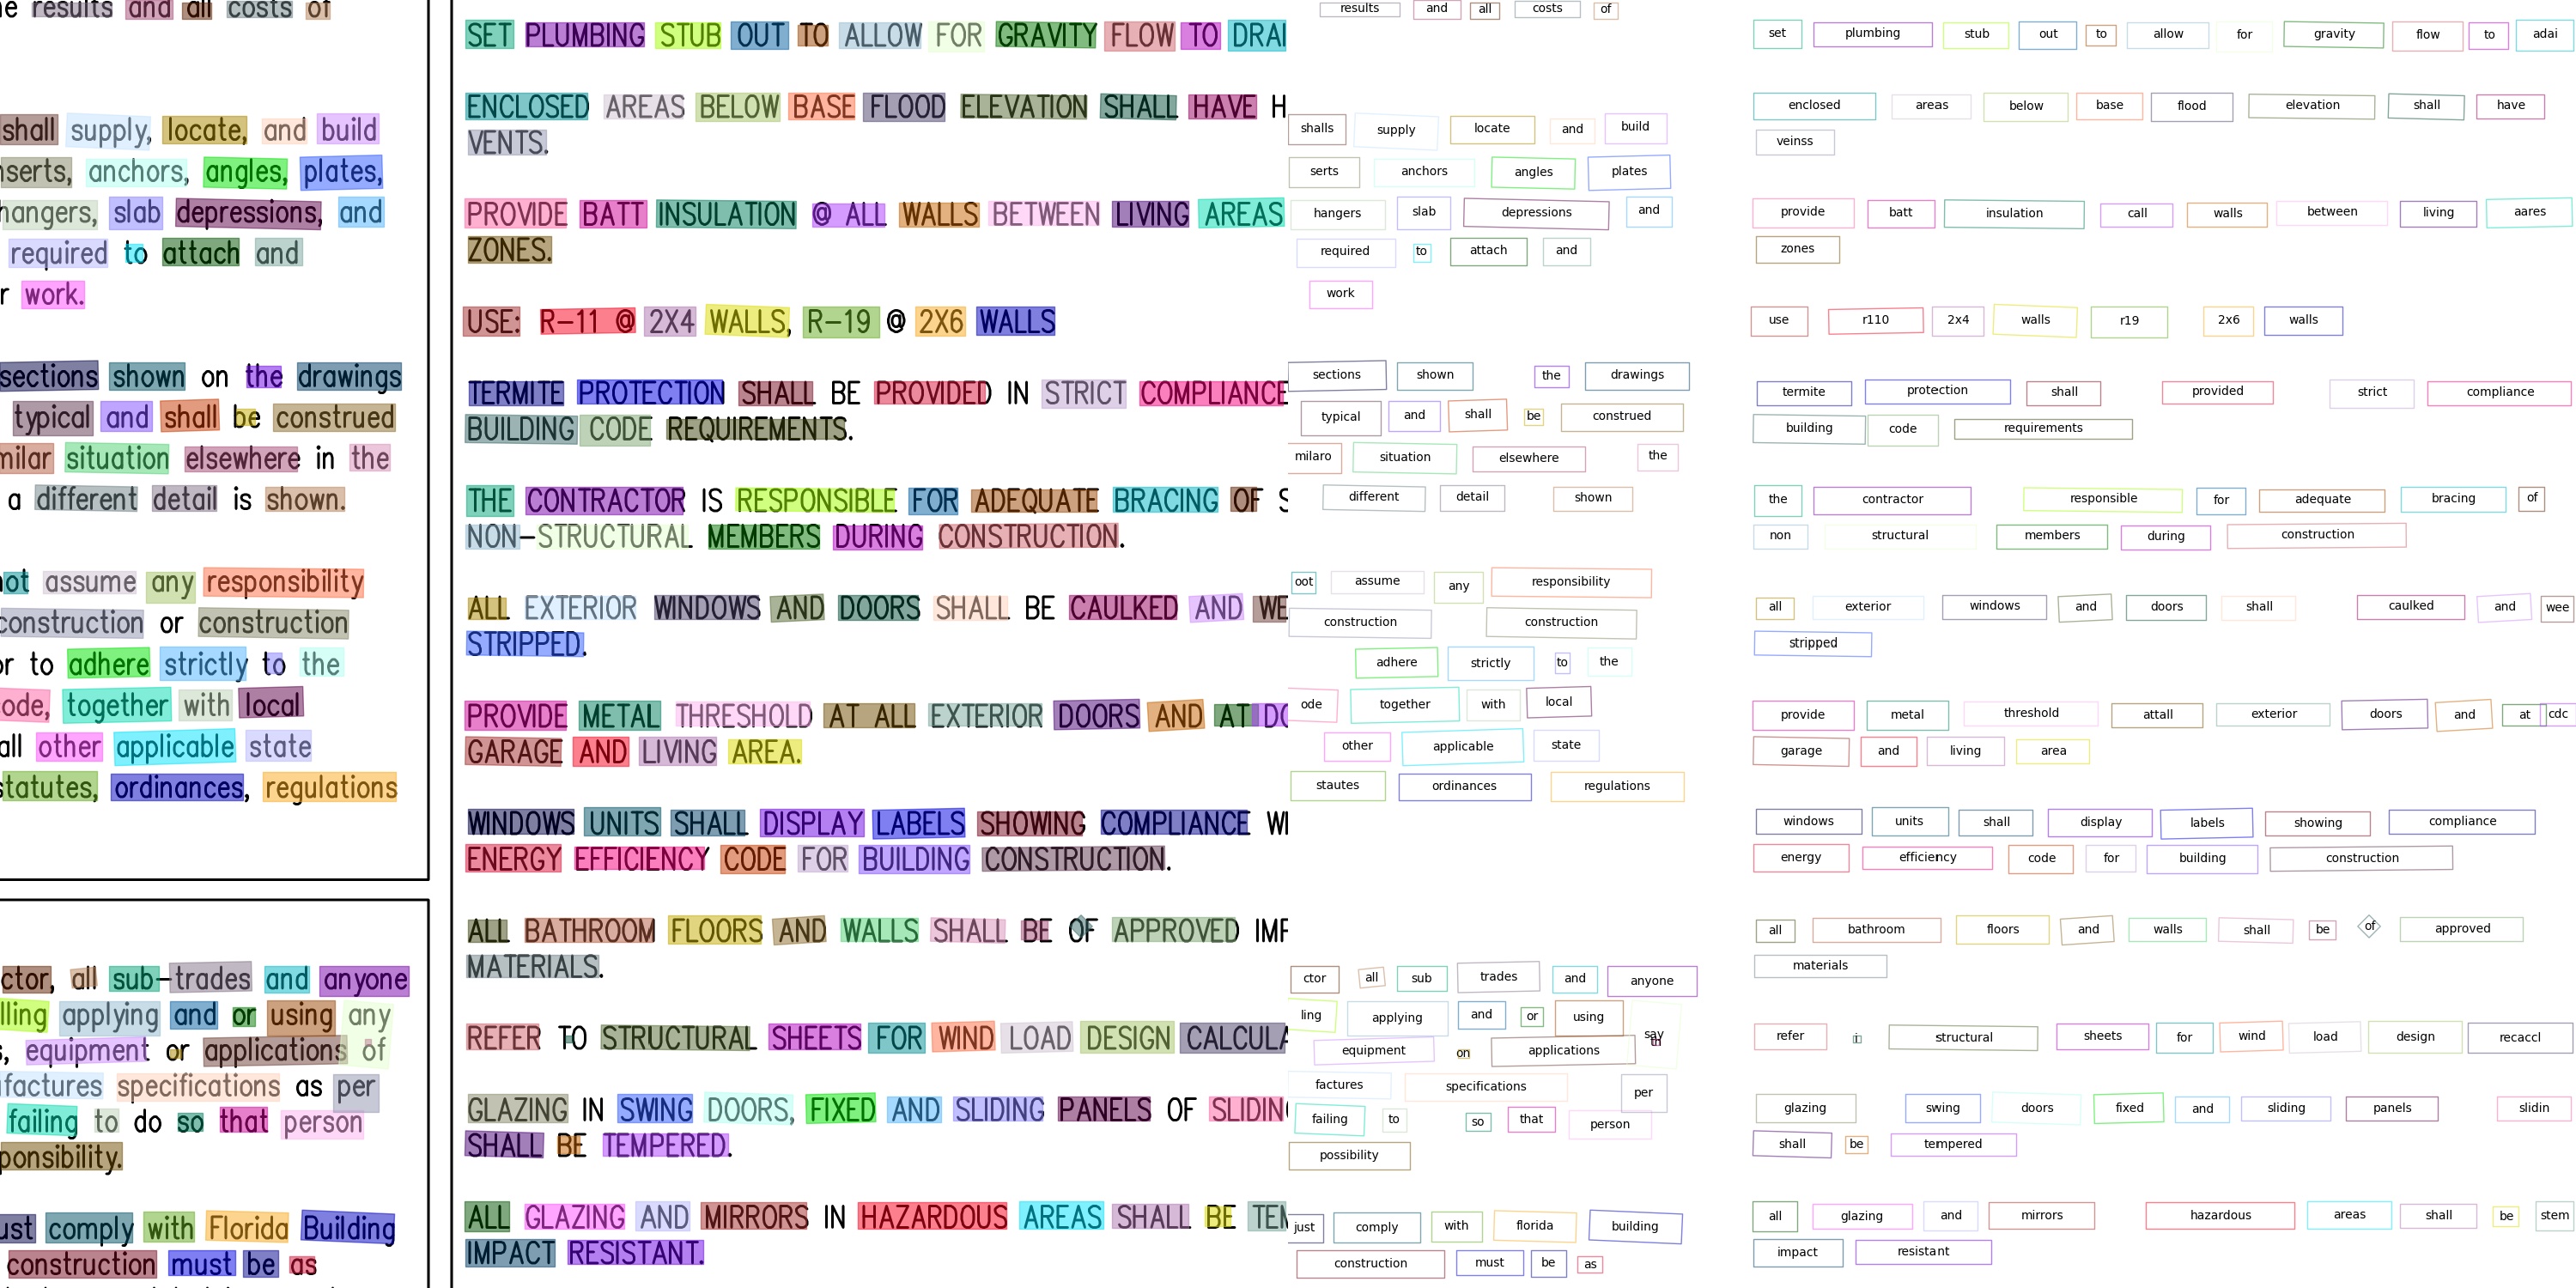 results and all costs of
shall supply, locate, and build
serts, anchors, angles, plates,
hangers, slab depressions, and
required to attach and
work.
sections shown on the drawings
typical and shall be construed
situation elsewhere in the
a different detail is shown.
assume any responsibility
construction or construction
or to adhere strictly to the
together with local
all other applicable state
statutes, ordinances, regulations
all sub-trades and anyone
applying and or using any
equipment or applications of
specifications as per
failing to do so that person
comply with Florida Building
construction must be as
SET PLUMBING STUB OUT TO ALLOW FOR GRAVITY FLOW TO
ENCLOSED AREAS BELOW BASE FLOOD ELEVATION SHALL HAVE
VENTS.
PROVIDE BATT INSULATION @ ALL WALLS BETWEEN LIVING AREAS
ZONES.
USE: R-11 @ 2X4 WALLS, R-19 @ 2X6 WALLS
TERMITE PROTECTION SHALL BE PROVIDED IN STRICT COMPLIANCE
BUILDING CODE REQUIREMENTS.
THE CONTRACTOR IS RESPONSIBLE FOR ADEQUATE BRACING OF S
NON-STRUCTURAL MEMBERS DURING CONSTRUCTION.
ALL EXTERIOR WINDOWS AND DOORS SHALL BE CAULKED AND WE
STRIPPED.
PROVIDE METAL THRESHOLD AT ALL EXTERIOR DOORS AND AT DO
GARAGE AND LIVING AREA.
WINDOWS UNITS SHALL DISPLAY LABELS SHOWING COMPLIANCE WI
ENERGY EFFICIENCY CODE FOR BUILDING CONSTRUCTION.
ALL BATHROOM FLOORS AND WALLS SHALL BE OF APPROVED IMP
MATERIALS.
REFER TO STRUCTURAL SHEETS FOR WIND LOAD DESIGN CALCULA
GLAZING IN SWING DOORS, FIXED AND SLIDING PANELS OF SLIDIN
SHALL BE TEMPERED.
ALL GLAZING AND MIRRORS IN HAZARDOUS AREAS SHALL BE TEM
IMPACT RESISTANT.
results and all costs of
shalls supply locate and build
serts anchors angles plates
hangers slab depressions and
required to attach and
work
sections shown the drawings
typical and shall be construed
milaro situation elsewhere the
different detail shown
oot assume any responsibility
construction construction
adhere strictly to the
ode together with local
other applicable state
stautes ordinances regulations
ctor all sub trades and anyone
ling applying and or using say
equipment on applications th
factures specifications per
failing to so that person
possibility
just comply with florida building
construction must be as
set plumbing stub out to allow for gravity flow to adai
enclosed areas below base flood elevation shall have
veinss
provide batt insulation call walls between living aares
zones
use r110 2x4 walls r19 2x6 walls
termite protection shall provided strict compliance
building code requirements
the contractor responsible for adequate bracing of
non structural members during construction
all exterior windows and doors shall caulked and wee
stripped
provide metal threshold attall exterior doors and at cdc
garage and living area
windows units shall display labels showing compliance
energy efficiency code for building construction
all bathroom floors and walls shall be of approved
materials
refer structural sheets for wind load design recaccl
glazing swing doors fixed and sliding panels slidin
shall be tempered
all glazing and mirrors hazardous areas shall be stem
impact resistant